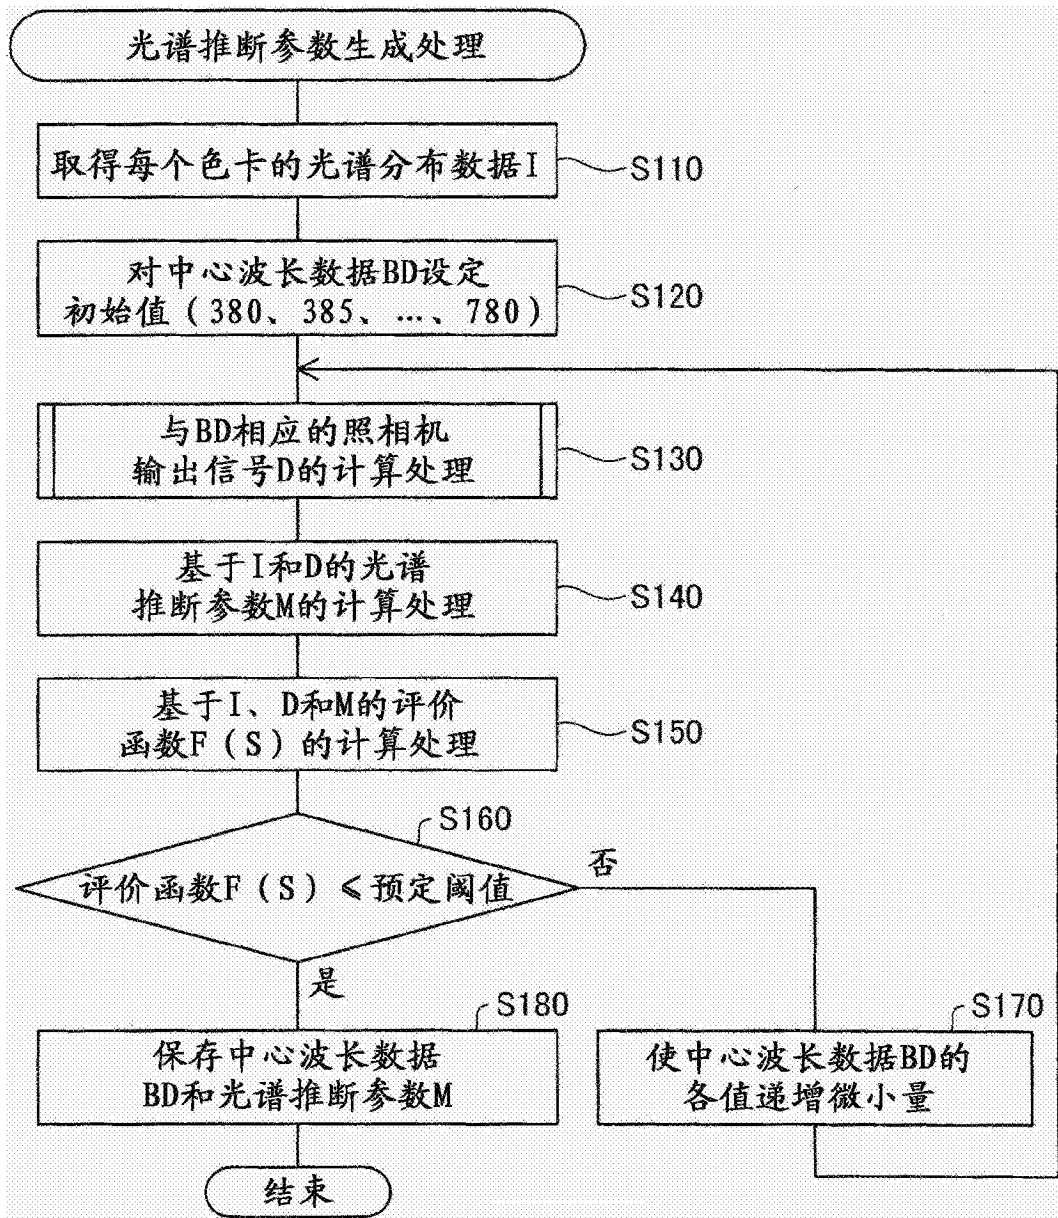 光谱推断参数生成处理
取得每个色卡的光谱分布数据I
S110
对中心波长数据BD设定
初始值(380、385、…、780)
S120
与BD相应的照相机
输出信号D的计算处理
S130
基于I和D的光谱
推断参数M的计算处理
S140
基于I、D和M的评价
函数F(S)的计算处理
S150
S160
评价函数F(S)≤预定阈值
否
是
S180
保存中心波长数据
BD和光谱推断参数M
S170
使中心波长数据BD的
各值递增微小量
结束